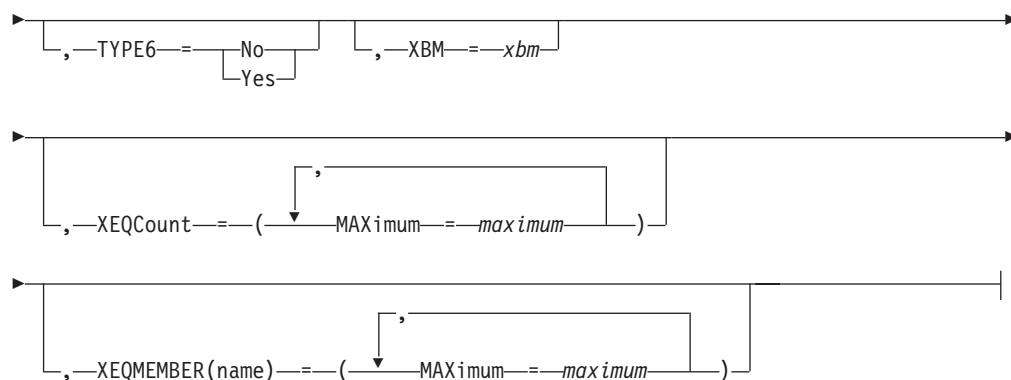 , TYPE6 = No
Yes
, XBM = xbm
,
, XEQCount = ( MAXimum = maximum )
,
, XEQMEMBER(name) = ( MAXimum = maximum )